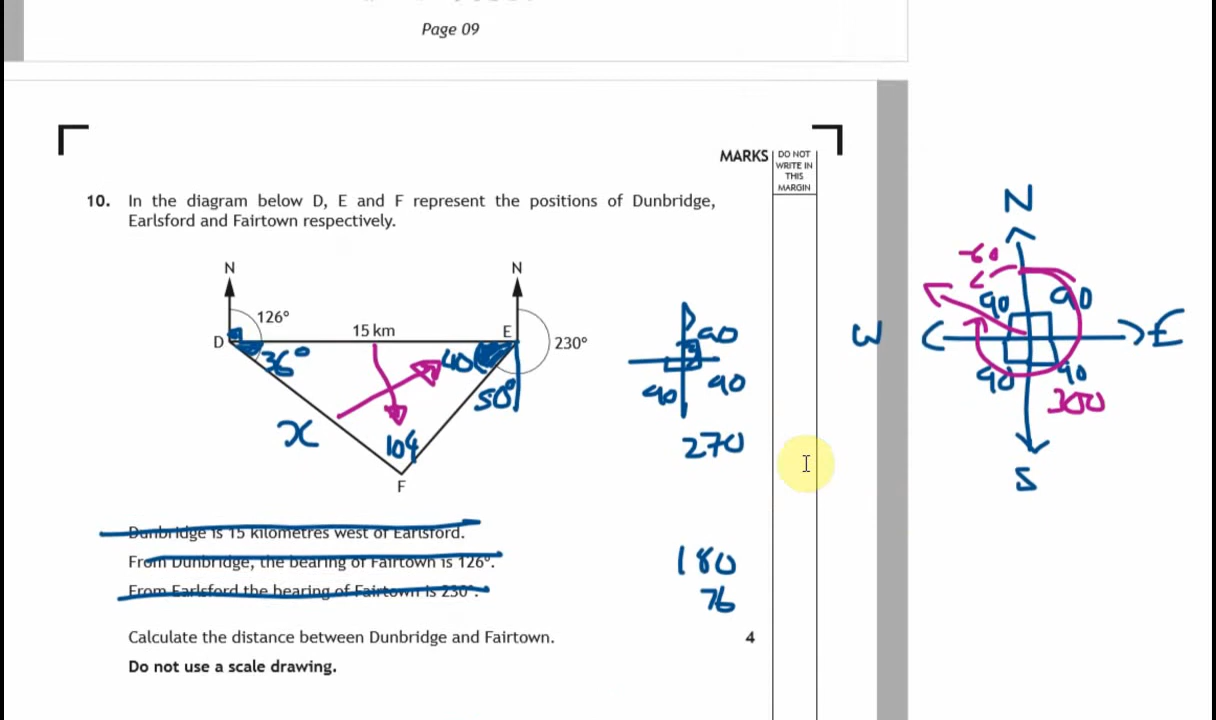 Page 09
MARKS
DO NOT
WRITE IN
THIS
MARGIN
10. In the diagram below D, E and F represent the positions of Dunbridge,
Earlsford and Fairtown respectively.
N
N
126°
15 km
D
E
230°
36°
40
50°
x
104
F
90
90
90
270
N
-60
90
90
W
E
90
90
300
S
Dunbridge is 15 kilometres west of Earlsford.
From Dunbridge, the bearing of Fairtown is 126°.
From Earlsford the bearing of Fairtown is 230°.
180
76
Calculate the distance between Dunbridge and Fairtown.
4
Do not use a scale drawing.